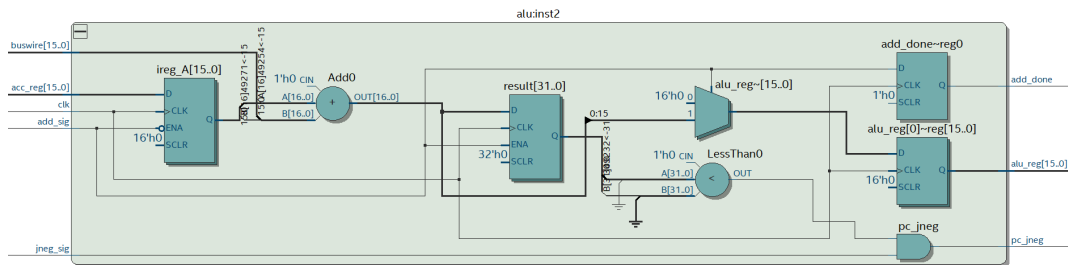 alu:inst2
buswire[15..0]
acc_reg[15..0]
clk
add_sig
jneg_sig
ireg_A[15..0]
D
CLK
ENA
SCLR
Q
16'h0
1'h0 CIN
Add0
A[16..0]
B[16..0]
+
OUT[16..0]
result[31..0]
D
CLK
ENA
SCLR
Q
32'h0
0:15
alu_reg~[15..0]
16'h0
0
1
LessThan0
1'h0 CIN
A[31..0]
B[31..0]
<
OUT
add_done~reg0
D
CLK
SCLR
1'h0
Q
alu_reg[0]~reg[15..0]
D
CLK
SCLR
16'h0
Q
pc_jneg
add_done
alu_reg[15..0]
pc_jneg